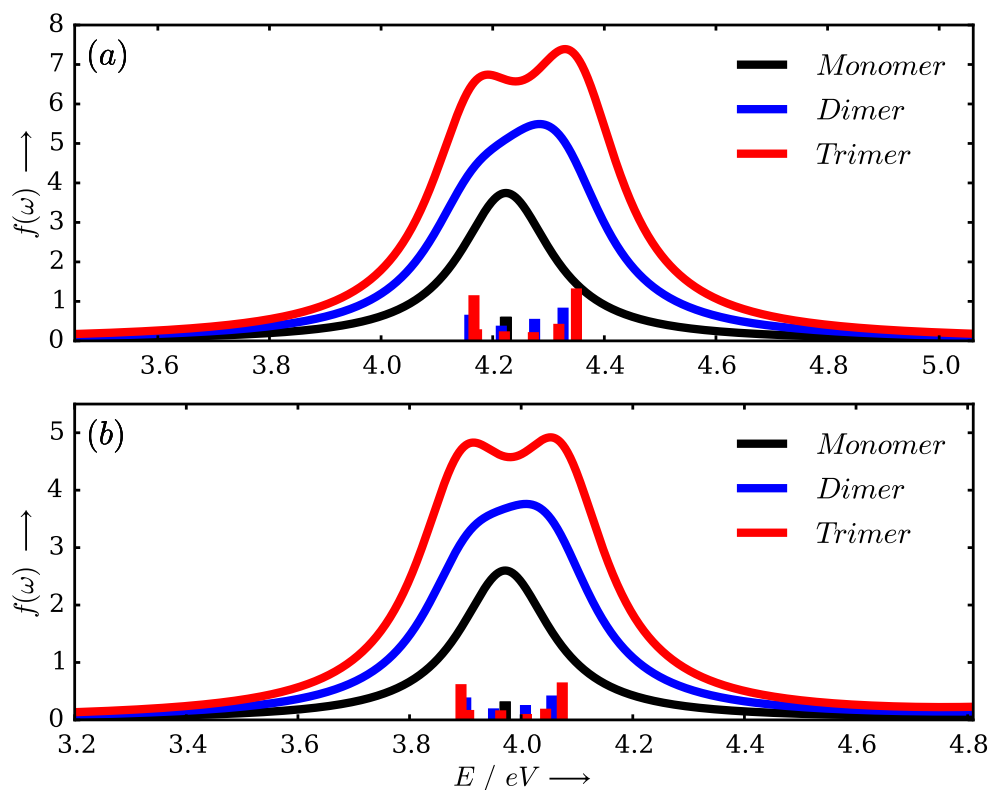 8
7
6
5
4
3
2
1
0
f(ω) ⟶
(a)
Monomer
Dimer
Trimer
3.6 3.8 4.0 4.2 4.4 4.6 4.8 5.0
5
4
3
2
1
0
f(ω) ⟶
(b)
Monomer
Dimer
Trimer
3.2 3.4 3.6 3.8 4.0 4.2 4.4 4.6 4.8
E / eV ⟶